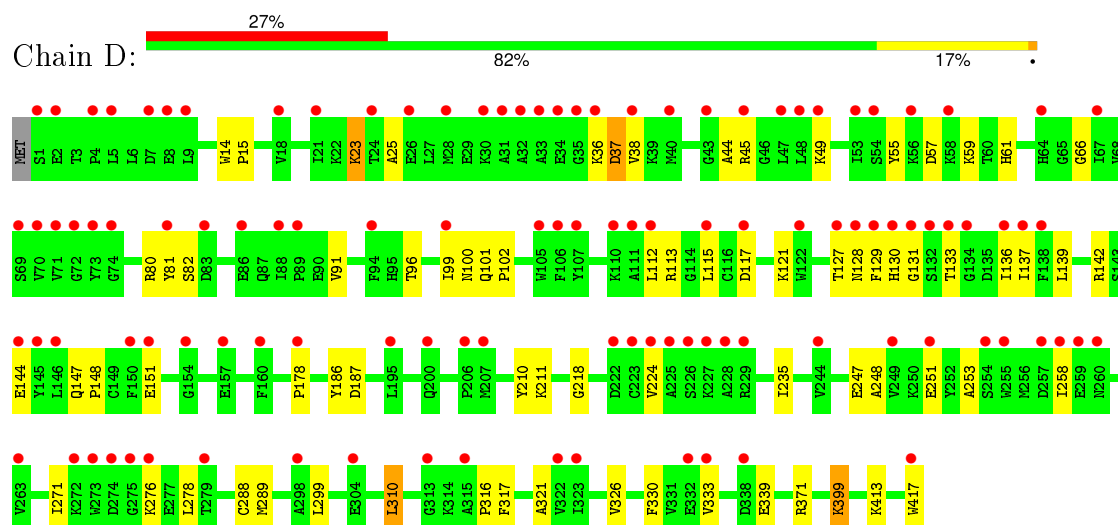 27%
Chain D:
82% 17% •
MET S1 E2 T3 P4 L5 L6 D7 E8 L9 W14 P15 V18 I21 K22 K23 T24 A25 E26 L27 M28 E29 K30 A31 A32 A33 E34 G35 K36 D37 V38 K39 M40 G43 A44 R45 G46 L47 L48 K49 I53 S54 Y55 K56 D57 K58 K59 T60 H61 H64 G65 G66 I67 V68
S69 V70 V71 G72 Y73 G74 R80 Y81 S82 D83 E86 Q87 I88 P89 E90 V91 F94 H95 T96 I99 N100 Q101 P102 W105 F106 Y107 K110 A111 L112 R113 G114 L115 C116 D117 K121 W122 T127 N128 F129 H130 G131 S132 T133 G134 D135 I136 I137 F138 L139 R142 G143
E144 Y145 L146 Q147 P148 C149 F150 E151 G154 E157 F160 P178 Y186 D187 L195 Q200 P206 M207 Y210 K211 G218 D222 C223 V224 A225 S226 K227 A228 R229 I235 V244 E247 A248 V249 K250 E251 Y252 A253 S254 W255 M256 D257 I258 E259 N260
V263 I271 K272 W273 D274 G275 K276 E277 L278 T279 C288 M289 A298 L299 E304 L310 G313 K314 A315 P316 F317 A321 V322 I323 V326 F330 V331 E332 V333 D338 E339 R371 K399 K413 W417